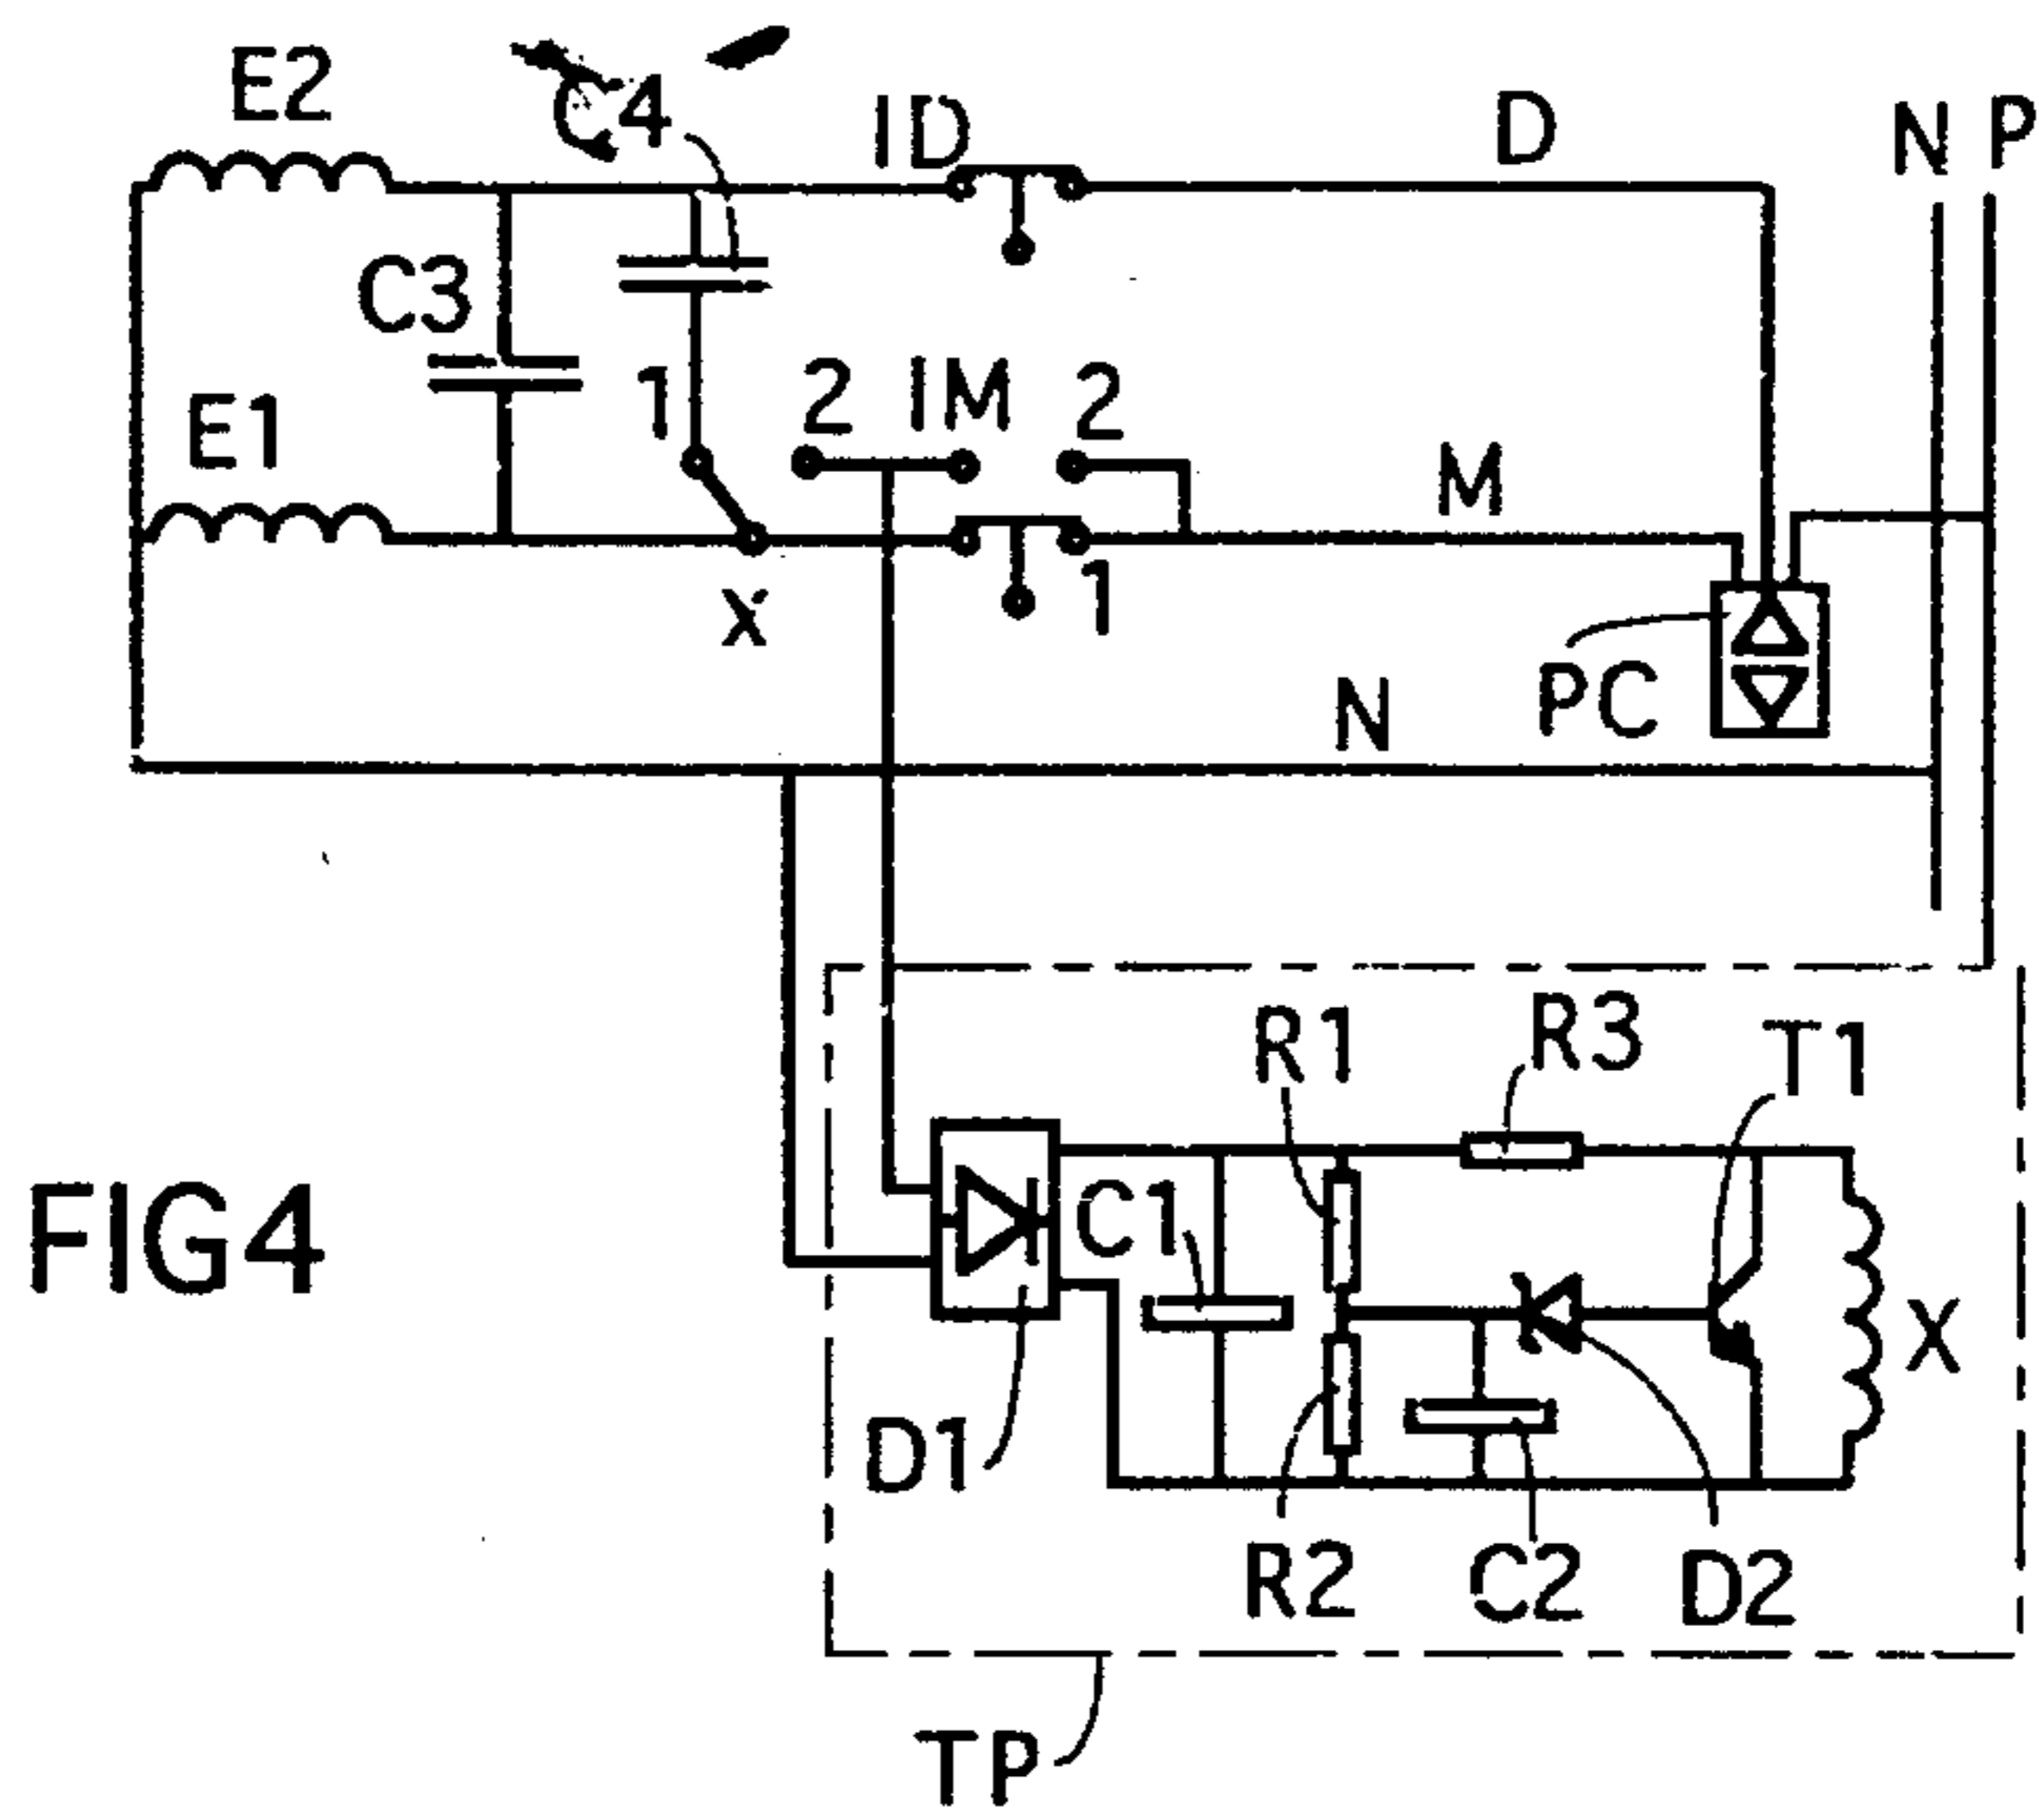 E2
C4
ID
D
N
P
C3
1
2
IM
2
E1
M
x
1
PC
N
R1
R3
T1
FIG4
C1
X
D1
R2
C2
D2
TP